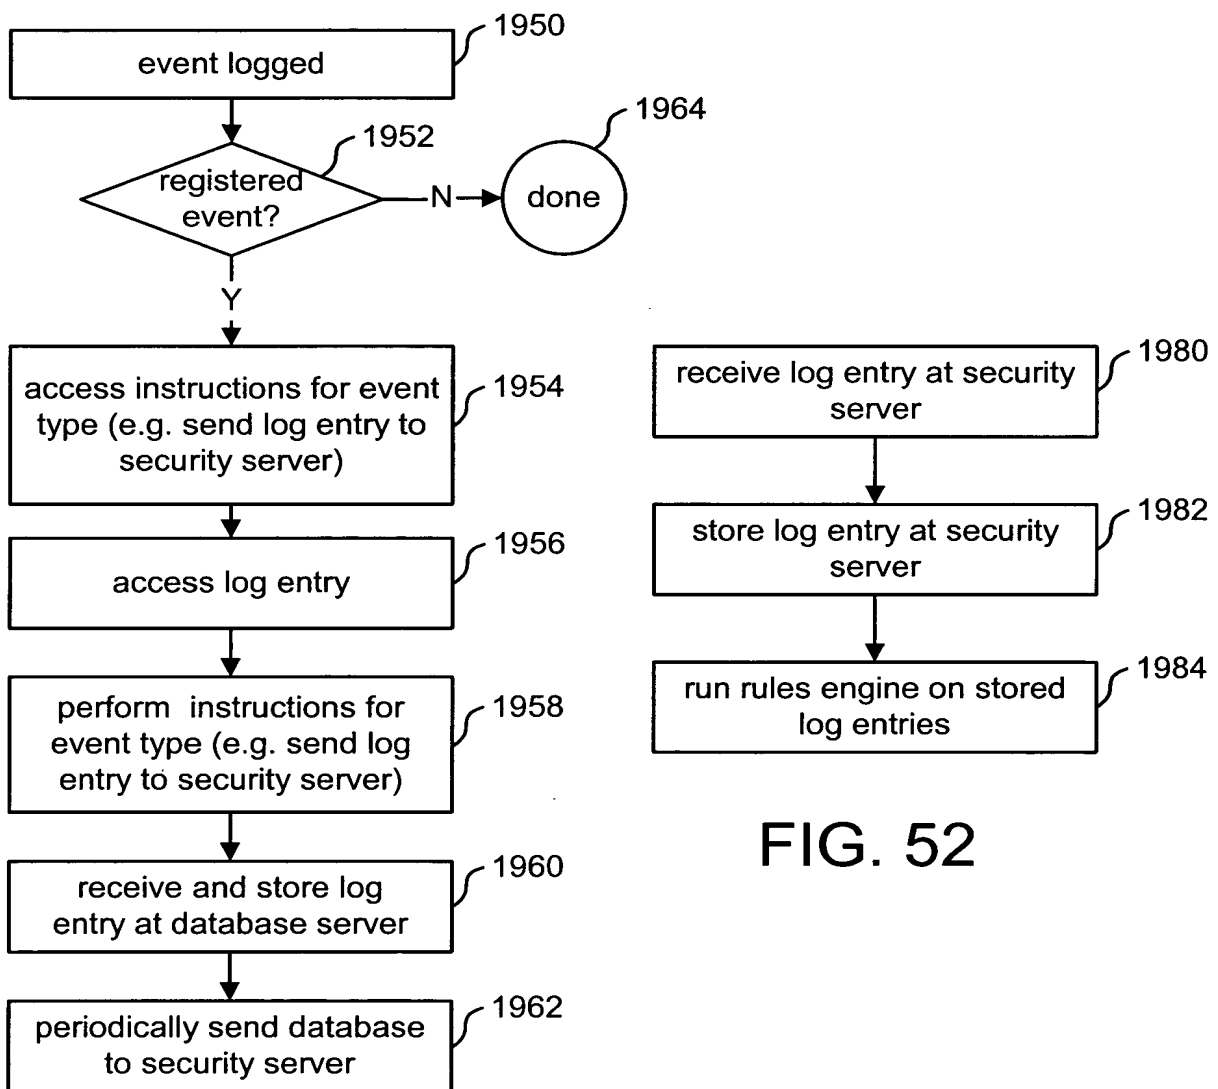 1950
event logged
1964
1952
registered
event?
N
done
Y
access instructions for event
type (e.g. send log entry to
security server)
1954
access log entry
1956
perform instructions for
event type (e.g. send log
entry to security server)
1958
receive and store log
entry at database server
1960
periodically send database
to security server
1962
receive log entry at security
server
1980
store log entry at security
server
1982
run rules engine on stored
log entries
1984
FIG. 52